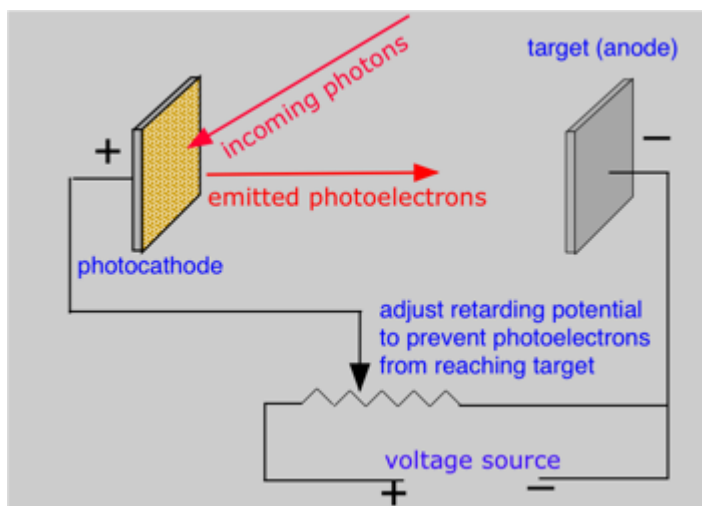 target (anode)
incoming photons
+
−
emitted photoelectrons
photocathode
adjust retarding potential
to prevent photoelectrons
from reaching target
voltage source
+
−